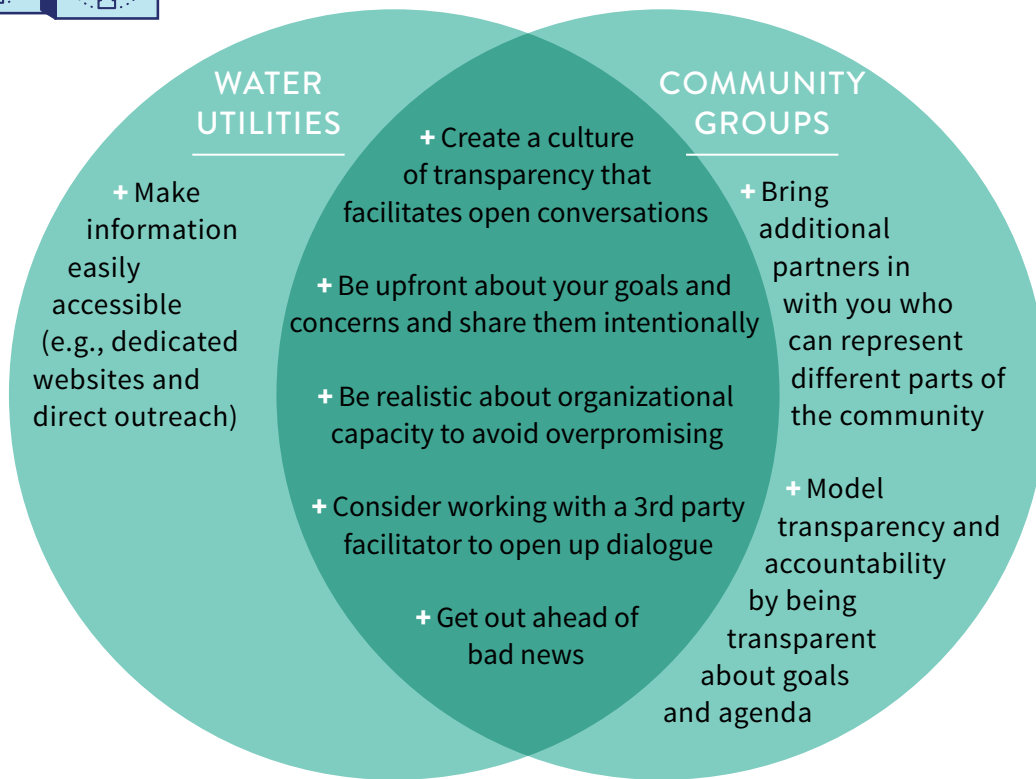 WATER
UTILITIES
+ Make
information
easily
accessible
(e.g., dedicated
websites and
direct outreach)
+ Create a culture
of transparency that
facilitates open conversations
+ Be upfront about your goals and
concerns and share them intentionally
+ Be realistic about organizational
capacity to avoid overpromising
+ Consider working with a 3rd party
facilitator to open up dialogue
+ Get out ahead of
bad news
COMMUNITY
GROUPS
+ Bring
additional
partners in
with you who
can represent
different parts of
the community
+ Model
transparency and
accountability
by being
transparent
about goals
and agenda